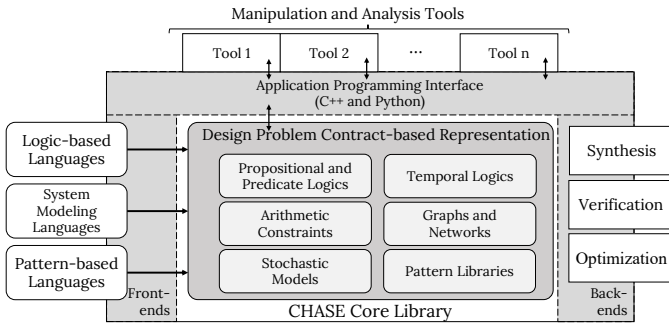 Manipulation and Analysis Tools
Tool 1
Tool 2
...
Tool n
Application Programming Interface
(C++ and Python)
Logic-based
Languages
System
Modeling
Languages
Pattern-based
Languages
Front-
ends
Design Problem Contract-based Representation
Propositional and
Predicate Logics
Temporal Logics
Arithmetic
Constraints
Graphs and
Networks
Stochastic
Models
Pattern Libraries
CHASE Core Library
Synthesis
Verification
Optimization
Back-
ends